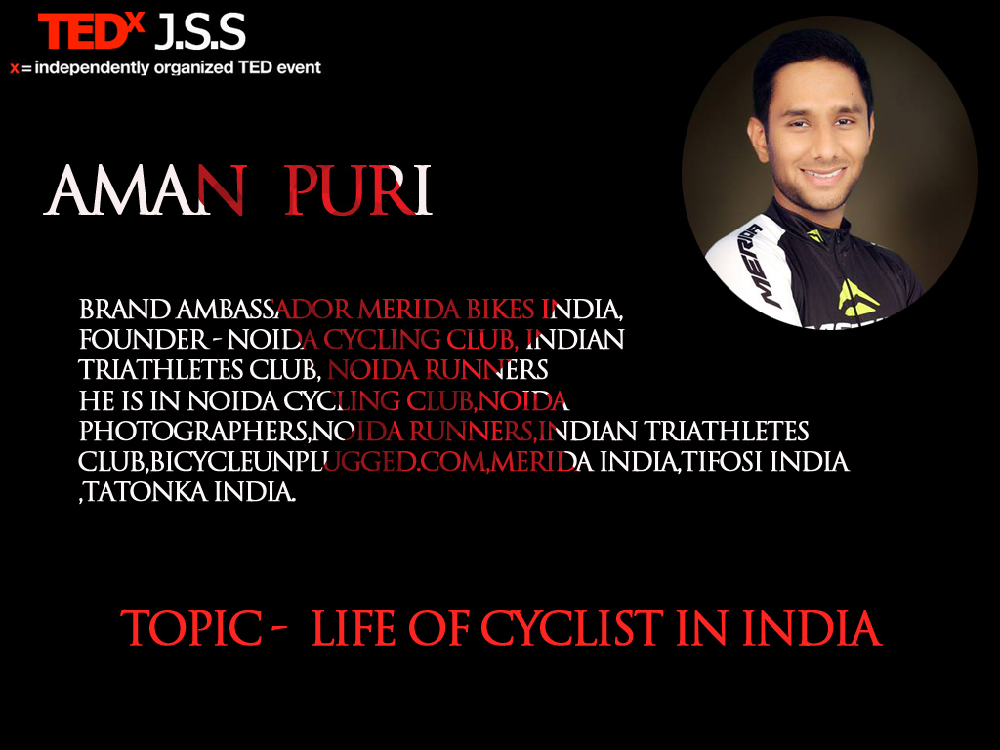 TEDx J.S.S
x = independently organized TED event
AMAN PURI
BRAND AMBASSADOR MERIDA BIKES INDIA,
FOUNDER - NOIDA CYCLING CLUB, INDIAN
TRIATHLETES CLUB, NOIDA RUNNERS
HE IS IN NOIDA CYCLING CLUB,NOIDA
PHOTOGRAPHERS,NOIDA RUNNERS,INDIAN TRIATHLETES
CLUB,BICYCLEUNPLUGGED.COM,MERIDA INDIA,TIFOSI INDIA
,TATONKA INDIA.
MERIDA
TOPIC - LIFE OF CYCLIST IN INDIA